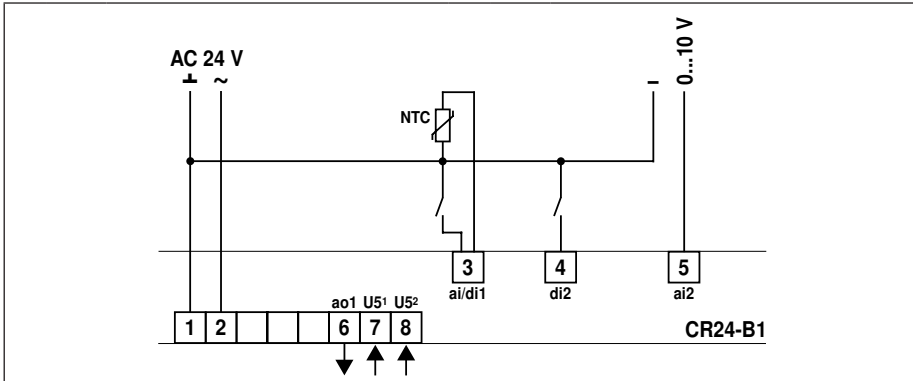 AC 24 V
⊥ ~
– 0...10 V
NTC
3 4 5
ai/di1 di2 ai2
ao1 U5¹ U5²
1 2 6 7 8
CR24-B1